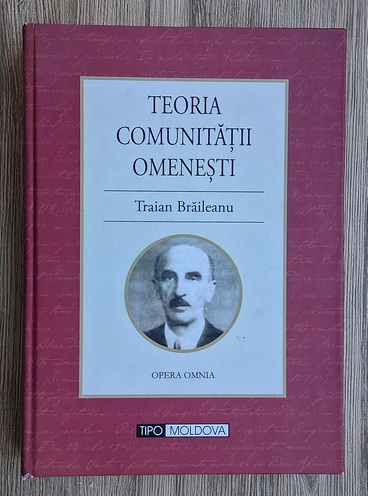 TEORIA
COMUNITĂȚII
OMENEȘTI
Traian Brăileanu
OPERA OMNIA
TIPO MOLDOVA